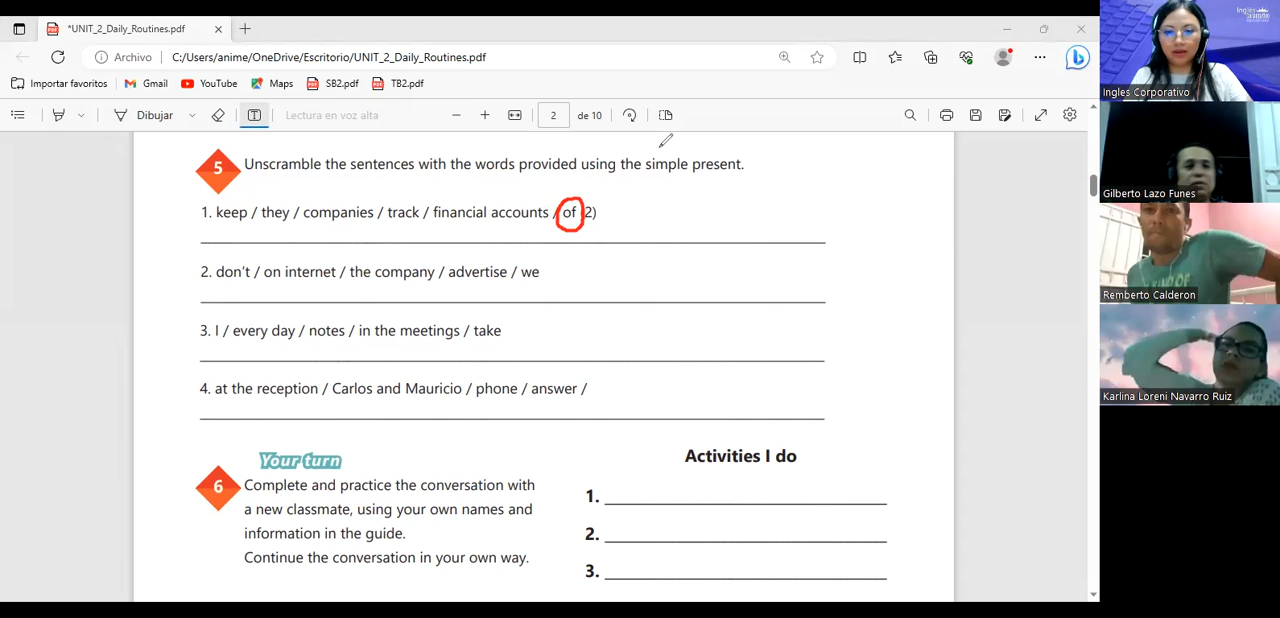 *UNIT_2_Daily_Routines.pdf
Archivo C:/Users/anime/OneDrive/Escritorio/UNIT_2_Daily_Routines.pdf
Importar favoritos Gmail YouTube Maps SB2.pdf TB2.pdf
Dibujar Lectura en voz alta 2 de 10
5 Unscramble the sentences with the words provided using the simple present.
1. keep / they / companies / track / financial accounts / of 2)
2. don't / on internet / the company / advertise / we
3. I / every day / notes / in the meetings / take
4. at the reception / Carlos and Mauricio / phone / answer /
Your turn
6 Complete and practice the conversation with
a new classmate, using your own names and
information in the guide.
Continue the conversation in your own way.
Activities I do
1.
2.
3.
Ingles Corporativo
Gilberto Lazo Funes
Remberto Calderon
Karlina Loreni Navarro Ruiz